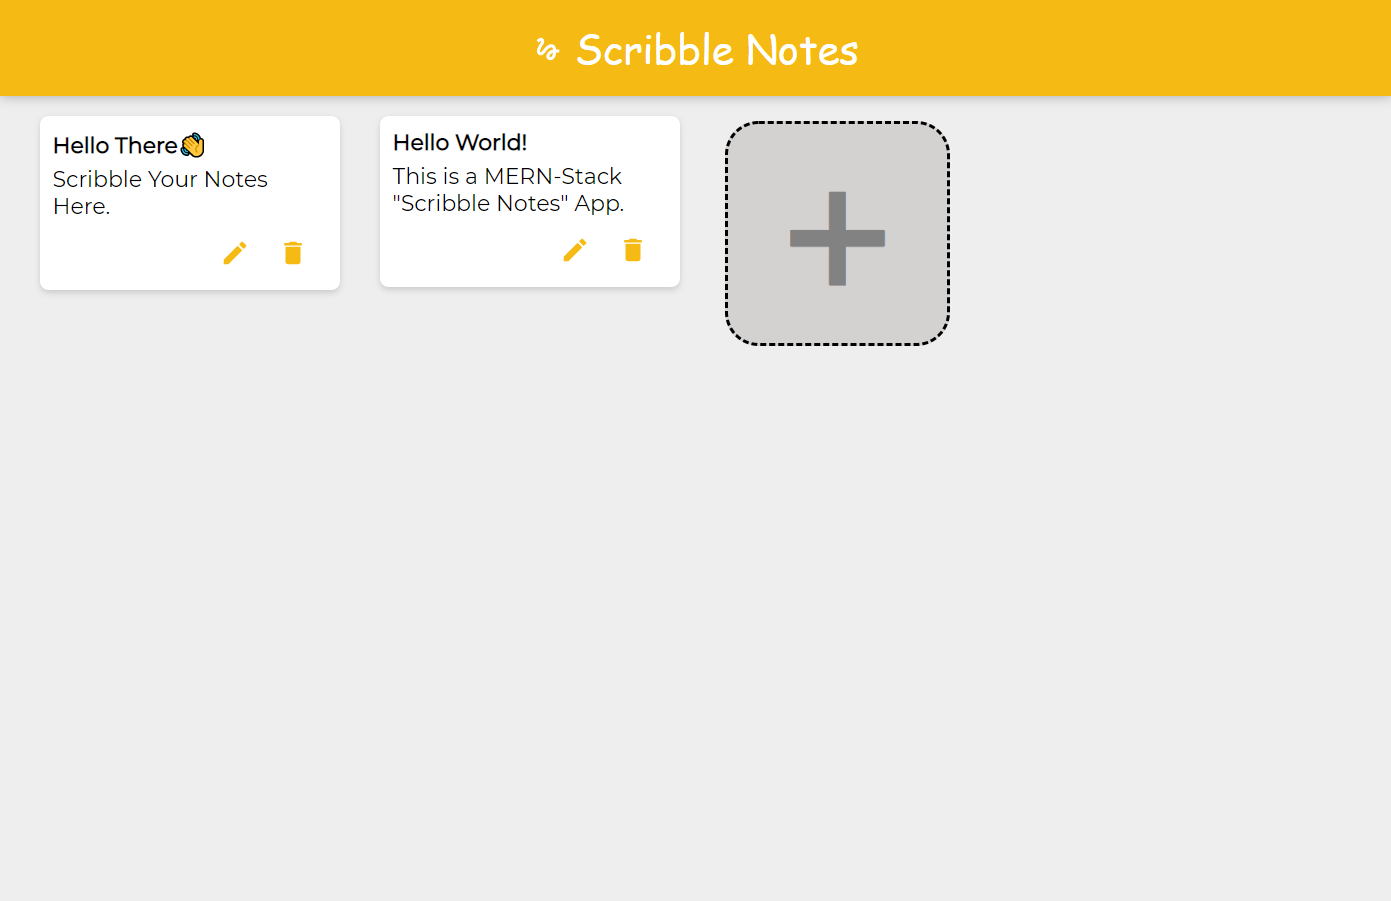 Scribble Notes
Hello There👋
Scribble Your Notes
Here.
Hello World!
This is a MERN-Stack
"Scribble Notes" App.